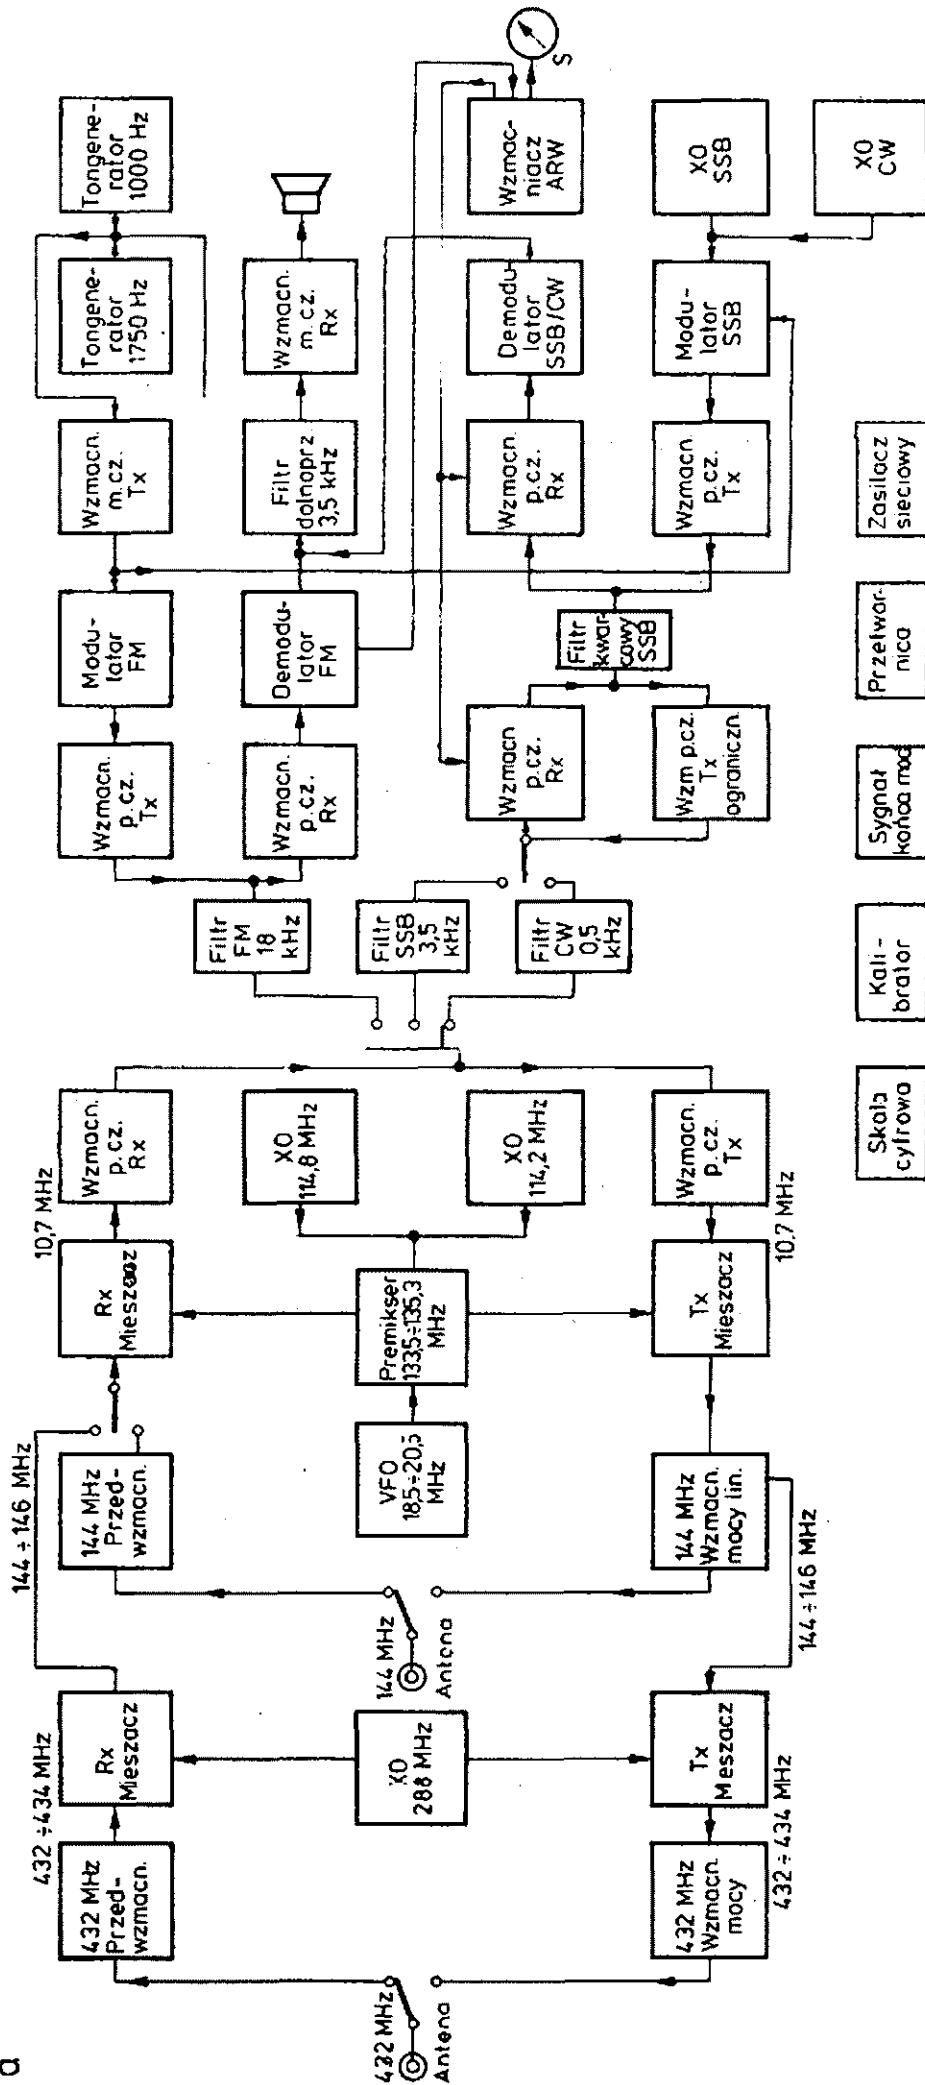 a
432 MHz
Antena
432 MHz
Przed-
wzmacn.
432 ÷ 434 MHz
Rx
Mieszacz
144 ÷ 146 MHz
XO
288 MHz
432 MHz
Wzmacn.
mocy
432 ÷ 434 MHz
Tx
Meszacz
144 ÷ 146 MHz
144 MHz
Antena
144 MHz
Przed-
wzmacn.
VFO
18,5÷20,5
MHz
144 MHz
Wzmacn.
mocy lin.
Rx
Mieszacz
10,7 MHz
Premikser
133,5÷135,3
MHz
Tx
Mieszacz
10,7 MHz
Wzmacn.
p.cz.
Rx
XO
114,8 MHz
XO
114,2 MHz
Wzmacn.
p.cz.
Tx
Filtr
FM
18
kHz
Filtr
SSB
3,5
kHz
Filtr
CW
0,5
kHz
Wzmacn.
p.cz.
Tx
Wzmacn.
p.cz.
Rx
Wzmacn
p.cz.
Rx
Wzm p.cz.
Tx
ograniczn.
Modu-
lator
FM
Demodu-
lator
FM
Filtr
kwar-
cowy
SSB
Wzmacn.
m.cz.
Tx
Filtr
dolnoprz
3,5 kHz
Wzmacn.
p.cz.
Rx
Wzmacn
p.cz.
Tx
Tongene-
rator
1750 Hz
Wzmacn.
m.cz.
Rx
Demodu-
lator
SSB/CW
Modu-
lator
SSB
Tongene-
rator
1000 Hz
Wzmac-
niacz
ARW
S
XO
SSB
XO
CW
Skala
cyfrowa
Kali-
brator
Sygnał
końca mod
Przetwar-
nica
Zasilacz
sieciowy